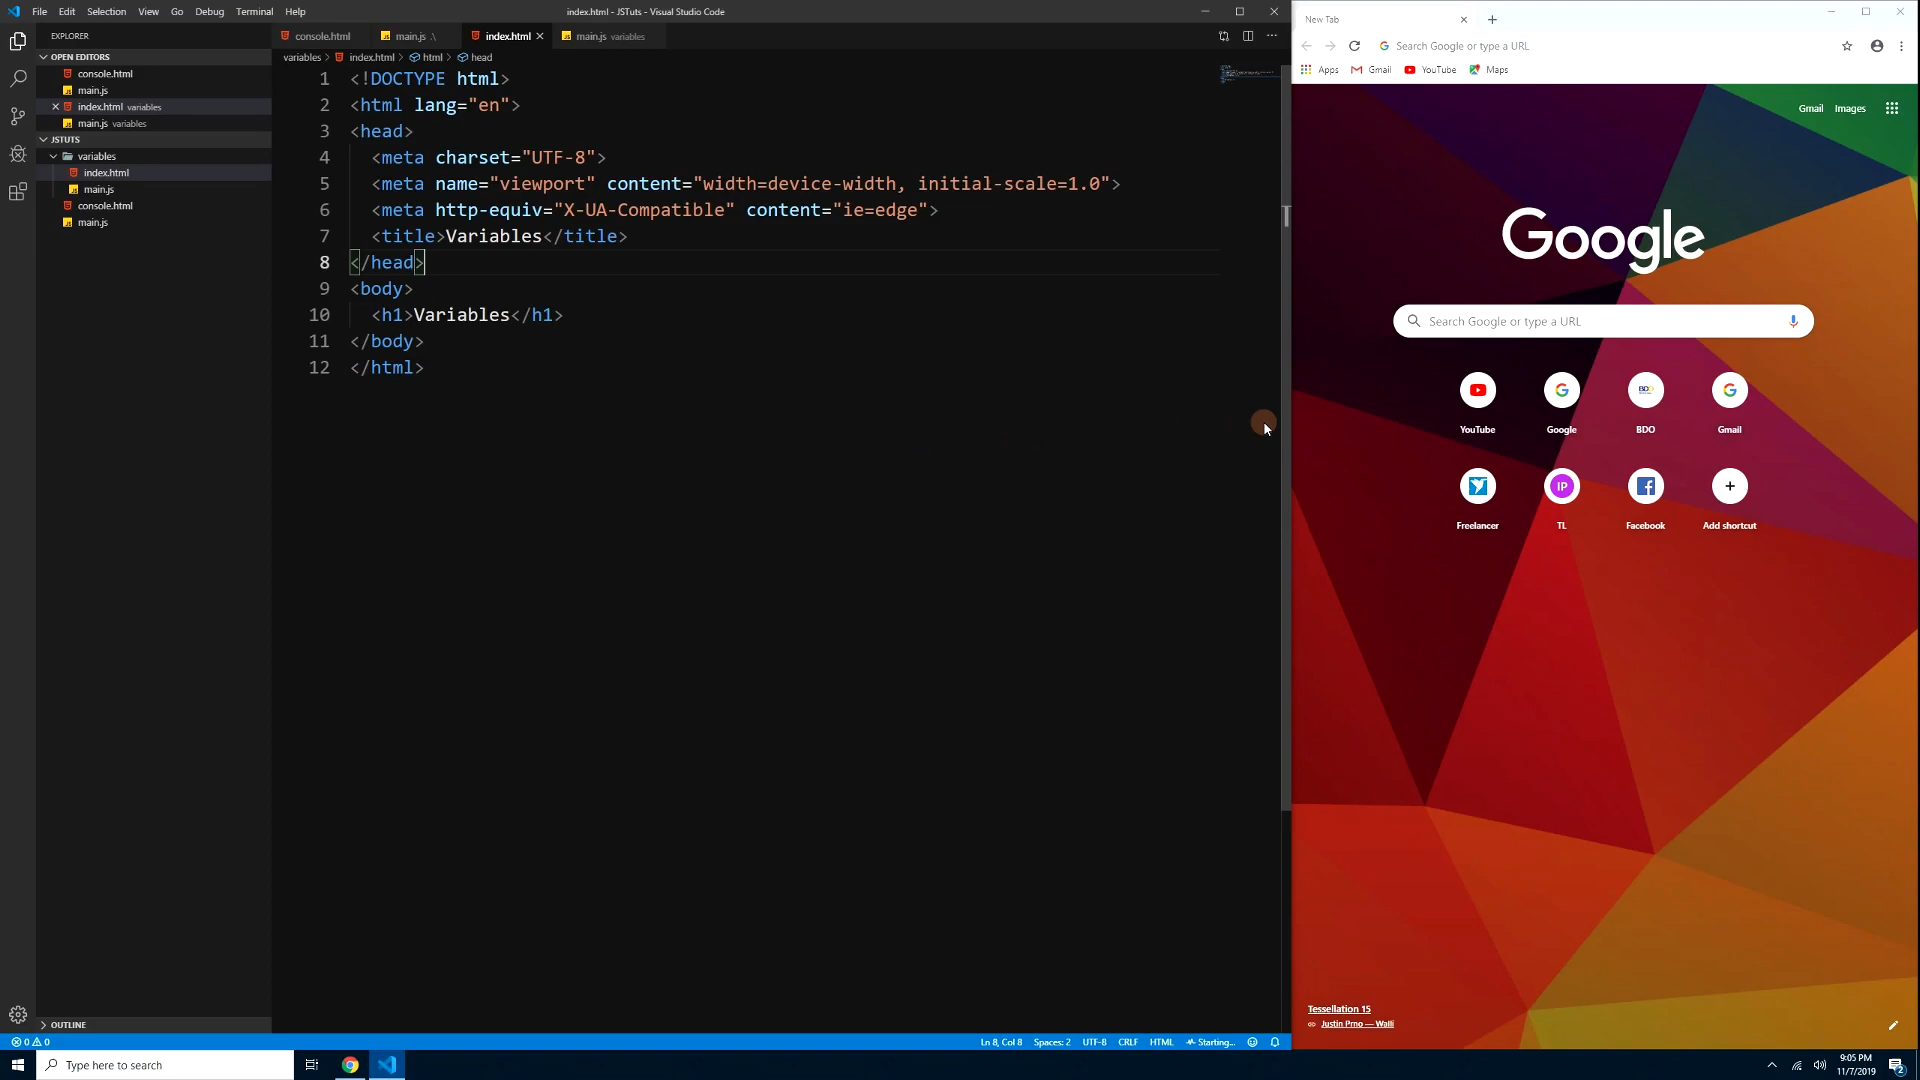 File Edit Selection View Go Debug Terminal Help
index.html - JSTuts - Visual Studio Code
EXPLORER
OPEN EDITORS
console.html
main.js
index.html variables
main.js variables
JSTUTS
variables
index.html
main.js
console.html
main.js
OUTLINE
console.html main.js .\ index.html main.js variables
variables > index.html > html > head
1 <!DOCTYPE html>
2 <html lang="en">
3 <head>
4 <meta charset="UTF-8">
5 <meta name="viewport" content="width=device-width, initial-scale=1.0">
6 <meta http-equiv="X-UA-Compatible" content="ie=edge">
7 <title>Variables</title>
8 </head>
9 <body>
10 <h1>Variables</h1>
11 </body>
12 </html>
0 0 Ln 8, Col 8 Spaces: 2 UTF-8 CRLF HTML Starting...
New Tab
Search Google or type a URL
Apps Gmail YouTube Maps
Gmail Images
Google
Search Google or type a URL
BDO
YouTube Google BDO Gmail
IP
Freelancer TL Facebook Add shortcut
Tessellation 15
Justin Prno — Walli
Type here to search
9:05 PM
11/7/2019
2